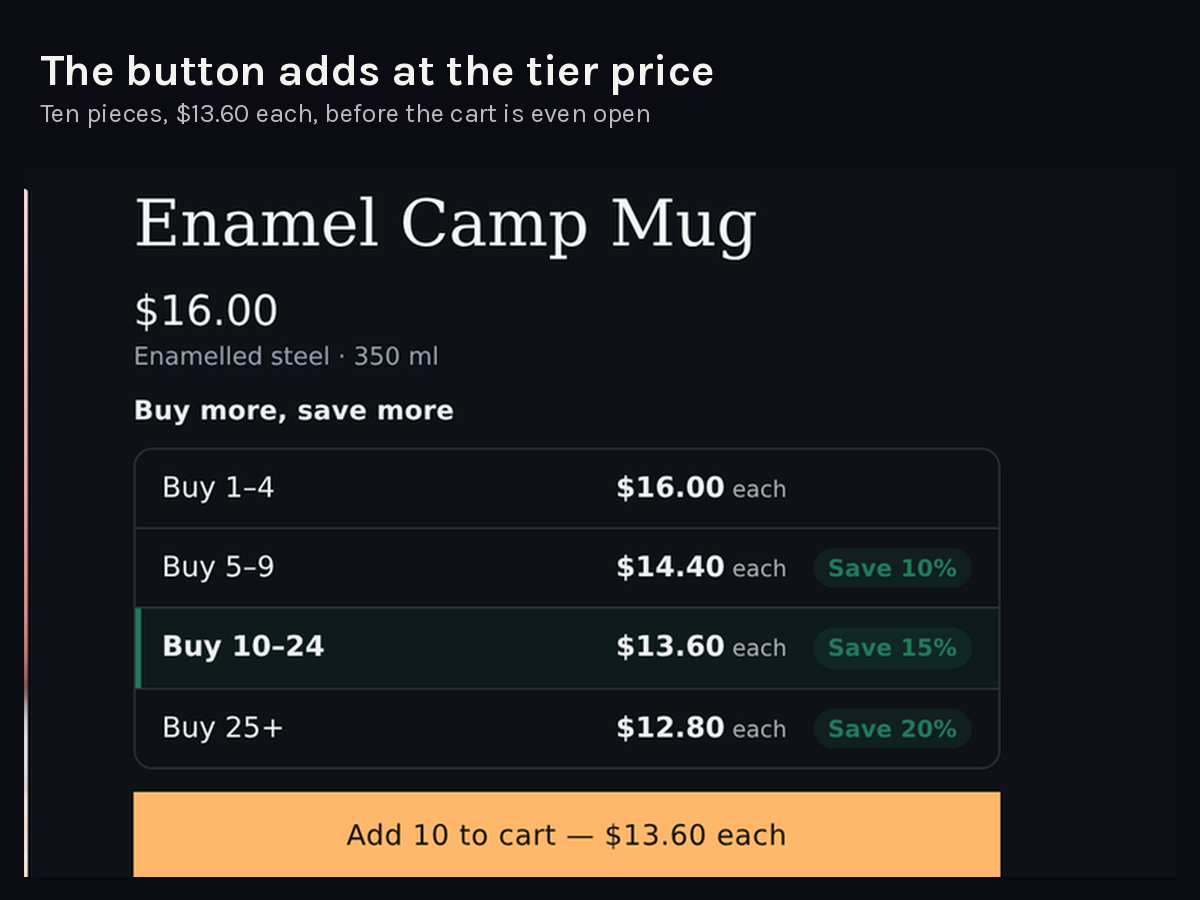 The button adds at the tier price
Ten pieces, $13.60 each, before the cart is even open
Enamel Camp Mug
$16.00
Enamelled steel · 350 ml
Buy more, save more
Buy 1–4 $16.00 each
Buy 5–9 $14.40 each Save 10%
Buy 10–24 $13.60 each Save 15%
Buy 25+ $12.80 each Save 20%
Add 10 to cart — $13.60 each